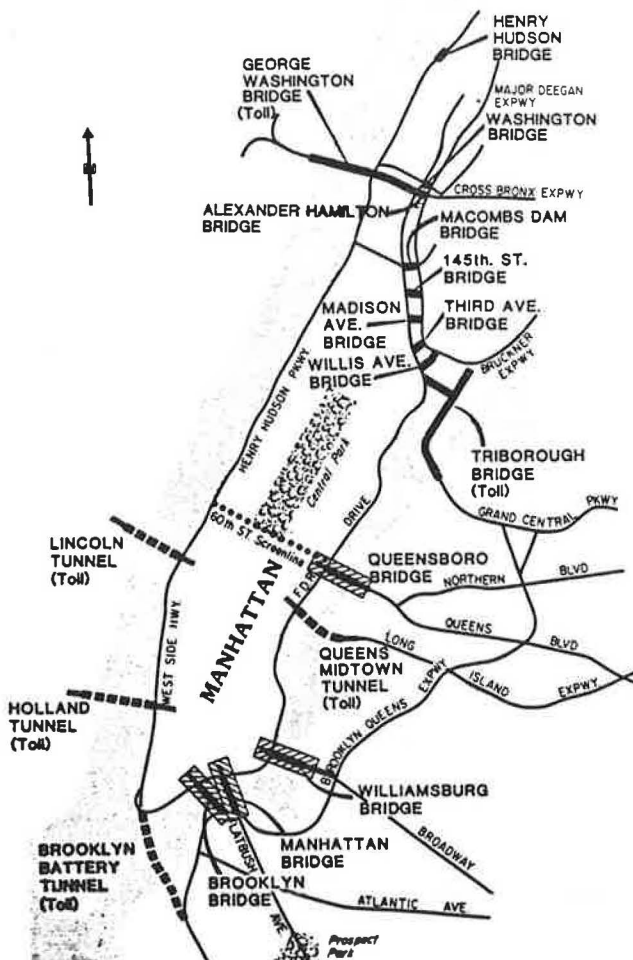 HENRY
HUDSON
BRIDGE
GEORGE
WASHINGTON
BRIDGE
(Toll)
MAJOR DEEGAN
EXPWY
WASHINGTON
BRIDGE
N
CROSS BRONX EXPWY
ALEXANDER HAMILTON
BRIDGE
MACOMBS DAM
BRIDGE
145th. ST.
BRIDGE
MADISON
AVE.
BRIDGE
THIRD AVE.
BRIDGE
WILLIS AVE.
BRIDGE
BRUCKNER
EXPWY
HENRY HUDSON PKWY.
Central Park
TRIBOROUGH
BRIDGE
(Toll)
GRAND CENTRAL PKWY
60th ST. Screenline
F.D.R. DRIVE
LINCOLN
TUNNEL
(Toll)
QUEENSBORO
BRIDGE
NORTHERN BLVD
MANHATTAN
QUEENS BLVD
WEST SIDE HWY.
QUEENS
MIDTOWN
TUNNEL
(Toll)
LONG ISLAND EXPWY
HOLLAND
TUNNEL
(Toll)
BROOKLYN QUEENS EXPWY
WILLIAMSBURG
BRIDGE
BROADWAY
MANHATTAN
BRIDGE
FLATBUSH AVE
BROOKLYN
BATTERY
TUNNEL
(Toll)
BROOKLYN
BRIDGE
ATLANTIC AVE
Prospect
Park